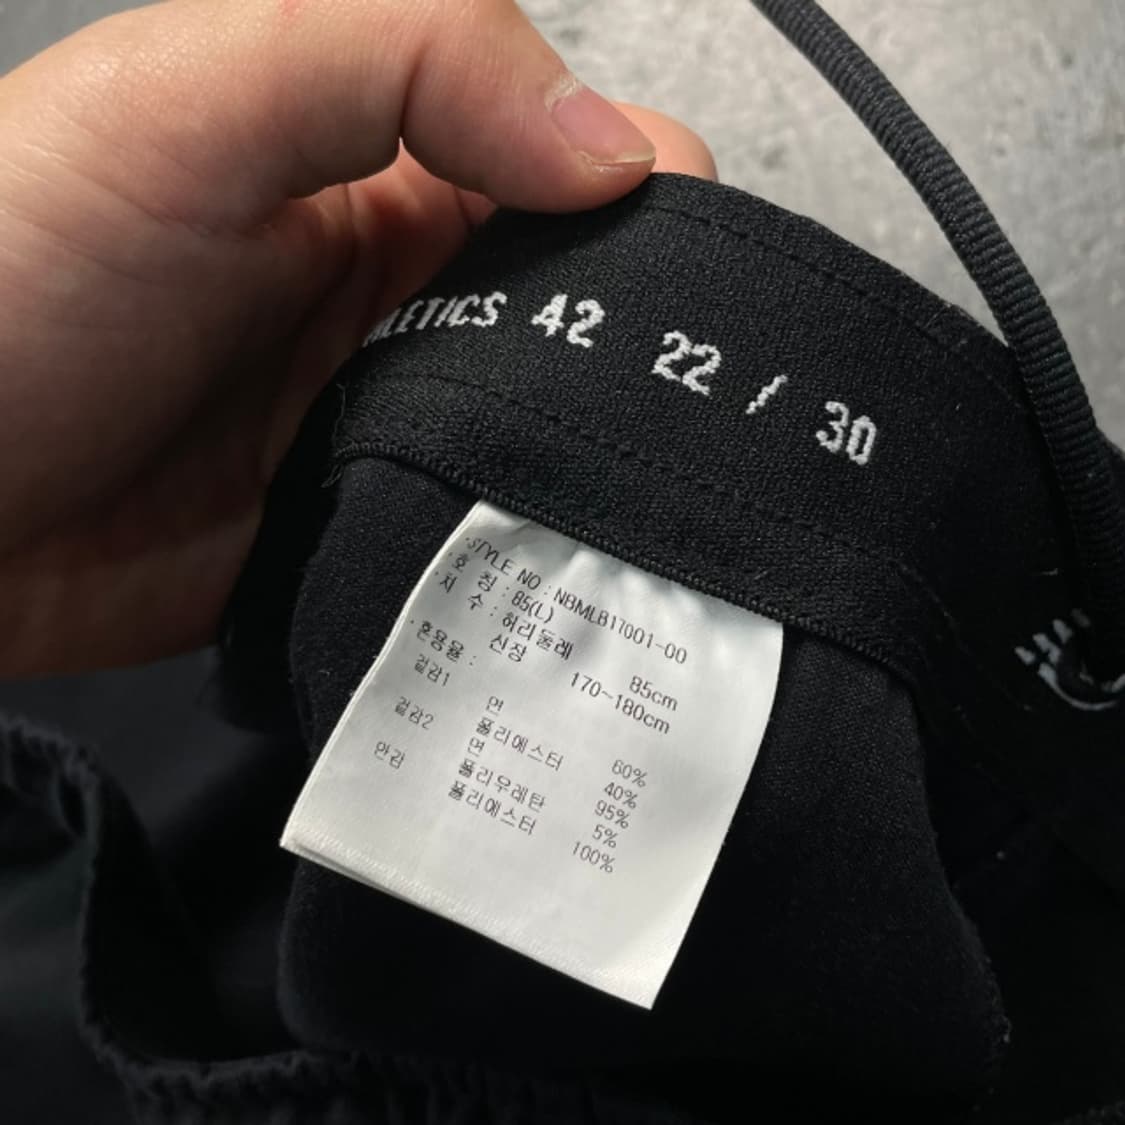 LETICS 42 22 / 30
·STYLE NO : NBMLB17001-00
·호 칭 : 85(L)
·치 수 : 허리둘레 85cm
신장 170~180cm
·혼용율 :
겉감1 면 60%
폴리에스터 40%
겉감2 면 95%
폴리우레탄 5%
안감 폴리에스터 100%